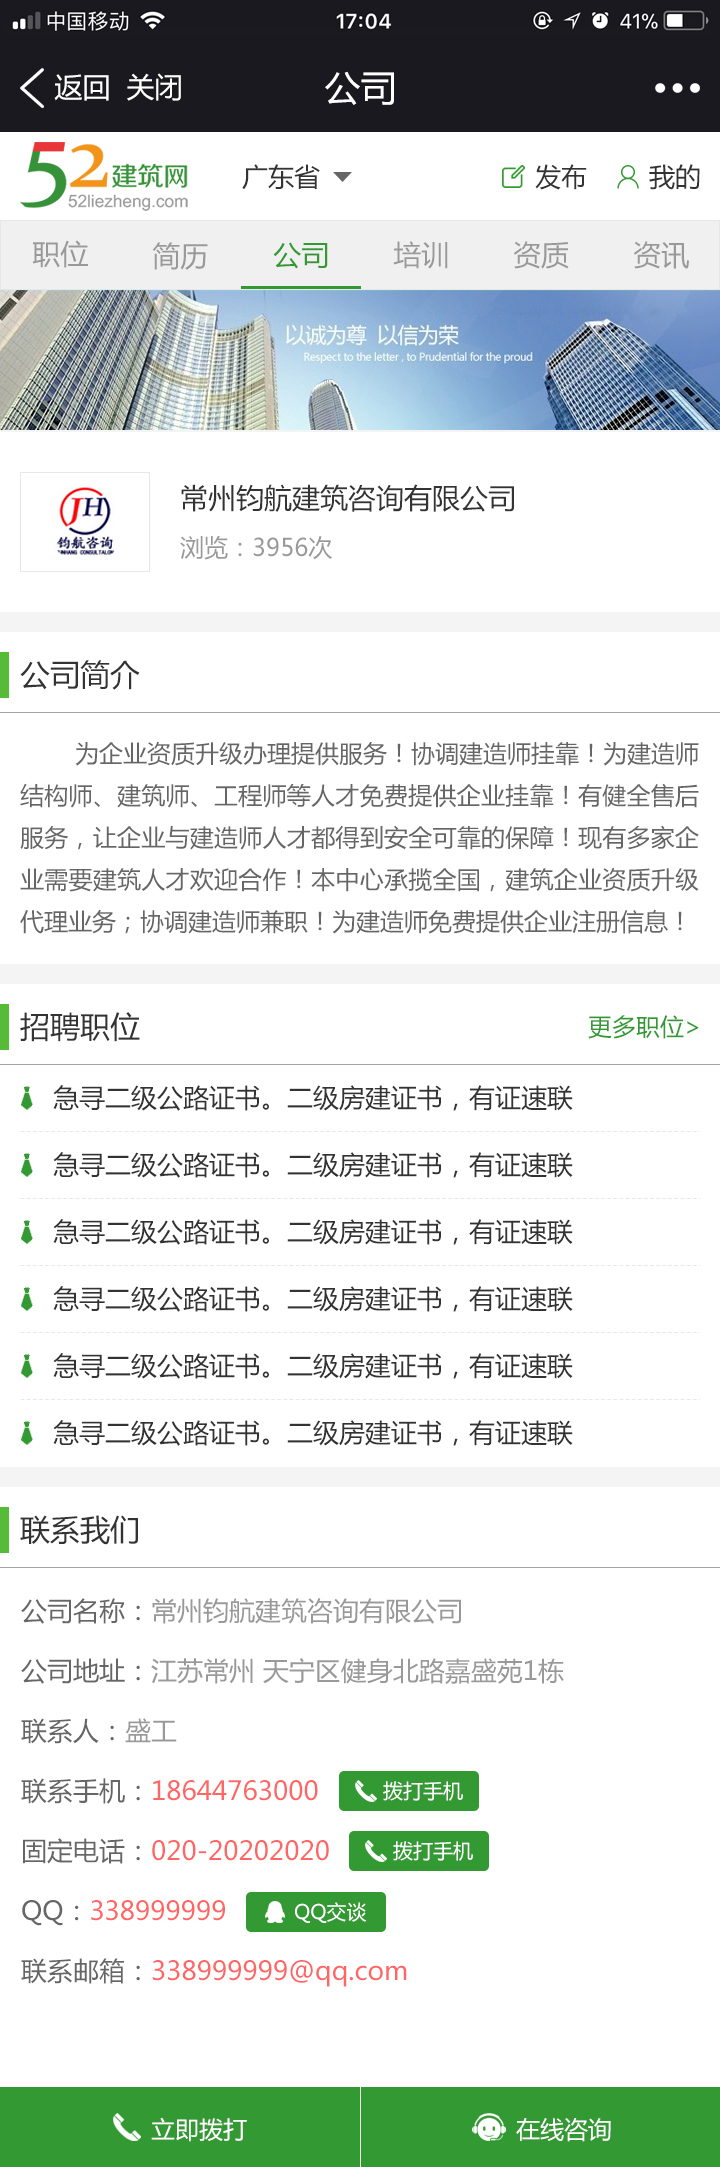 中国移动 17:04 41%
返回 关闭 公司
52建筑网 广东省 发布 我的
52liezheng.com
职位 简历 公司 培训 资质 资讯
以诚为尊 以信为荣
Respect to the letter , to Prudential for the proud
JH
钧航咨询
常州钧航建筑咨询有限公司
浏览：3956次
公司简介
为企业资质升级办理提供服务！协调建造师挂靠！为建造师
结构师、建筑师、工程师等人才免费提供企业挂靠！有健全售后
服务，让企业与建造师人才都得到安全可靠的保障！现有多家企
业需要建筑人才欢迎合作！本中心承揽全国，建筑企业资质升级
代理业务；协调建造师兼职！为建造师免费提供企业注册信息！
招聘职位 更多职位>
急寻二级公路证书。二级房建证书，有证速联
急寻二级公路证书。二级房建证书，有证速联
急寻二级公路证书。二级房建证书，有证速联
急寻二级公路证书。二级房建证书，有证速联
急寻二级公路证书。二级房建证书，有证速联
急寻二级公路证书。二级房建证书，有证速联
联系我们
公司名称：常州钧航建筑咨询有限公司
公司地址：江苏常州 天宁区健身北路嘉盛苑1栋
联系人：盛工
联系手机：18644763000 拨打手机
固定电话：020-20202020 拨打手机
QQ：338999999 QQ交谈
联系邮箱：338999999@qq.com
立即拨打 在线咨询